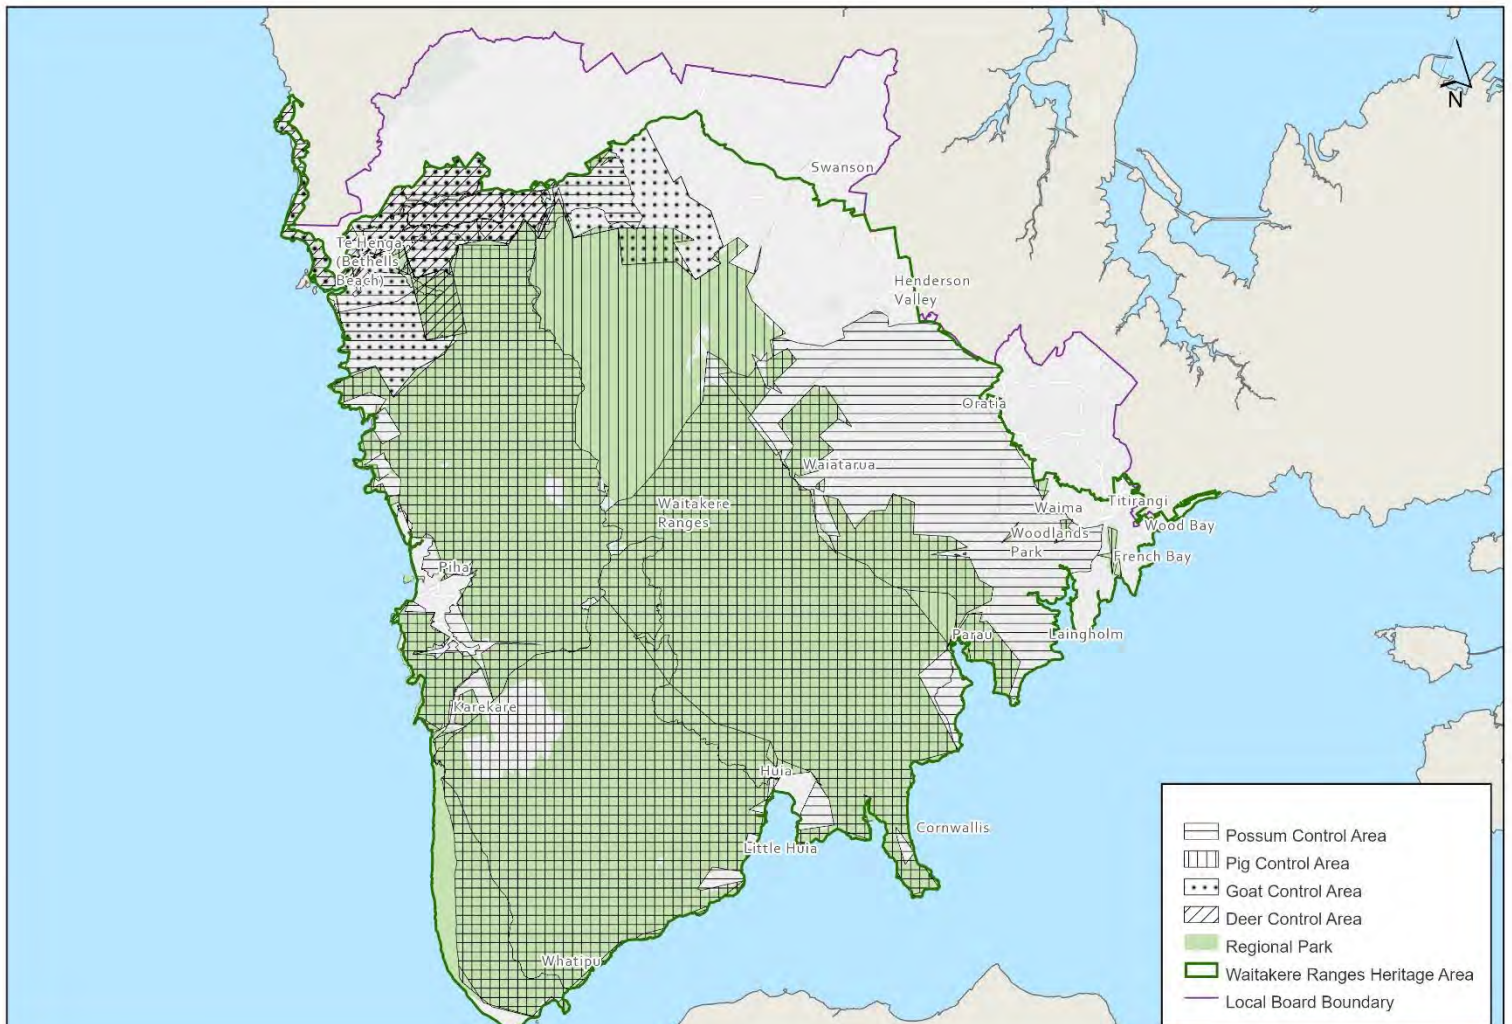 N
Swanson
Te Henga
(Bethells
Beach)
Henderson
Valley
Oratia
Waiatarua
Waitakere
Ranges
Titirangi
Waima
Wood Bay
Woodlands
Park
French Bay
Piha
Parau
Laingholm
Karekare
Huia
Cornwallis
Little Huia
Whatipu
Possum Control Area
Pig Control Area
Goat Control Area
Deer Control Area
Regional Park
Waitakere Ranges Heritage Area
Local Board Boundary